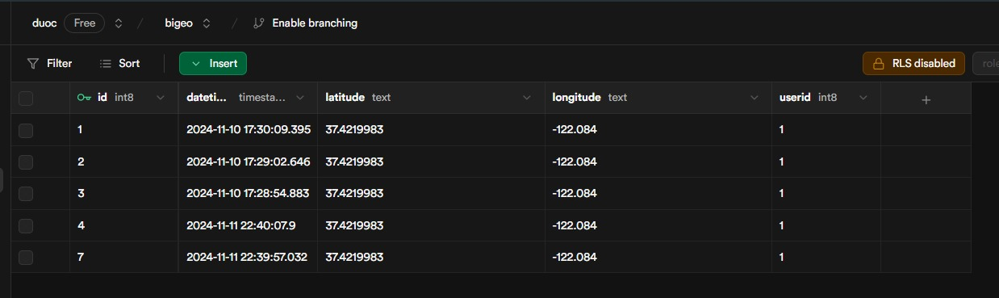 duoc Free / bigeo / Enable branching
Filter Sort Insert RLS disabled role
id int8 dateti... timesta... latitude text longitude text userid int8 +
1 2024-11-10 17:30:09.395 37.4219983 -122.084 1
2 2024-11-10 17:29:02.646 37.4219983 -122.084 1
3 2024-11-10 17:28:54.883 37.4219983 -122.084 1
4 2024-11-11 22:40:07.9 37.4219983 -122.084 1
7 2024-11-11 22:39:57.032 37.4219983 -122.084 1